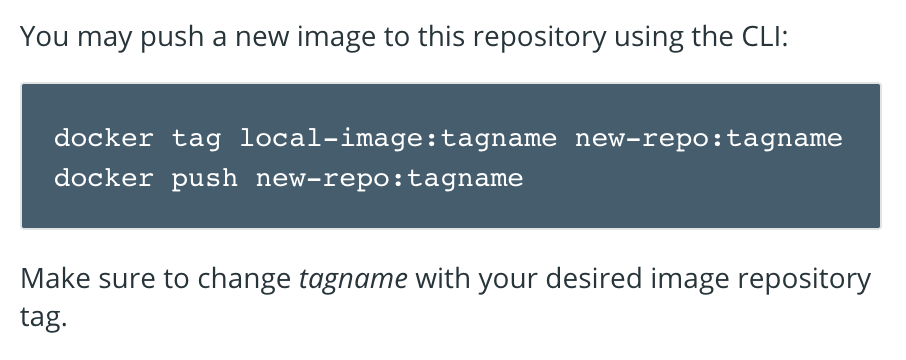 You may push a new image to this repository using the CLI:
docker tag local-image:tagname new-repo:tagname
docker push new-repo:tagname
Make sure to change tagname with your desired image repository
tag.